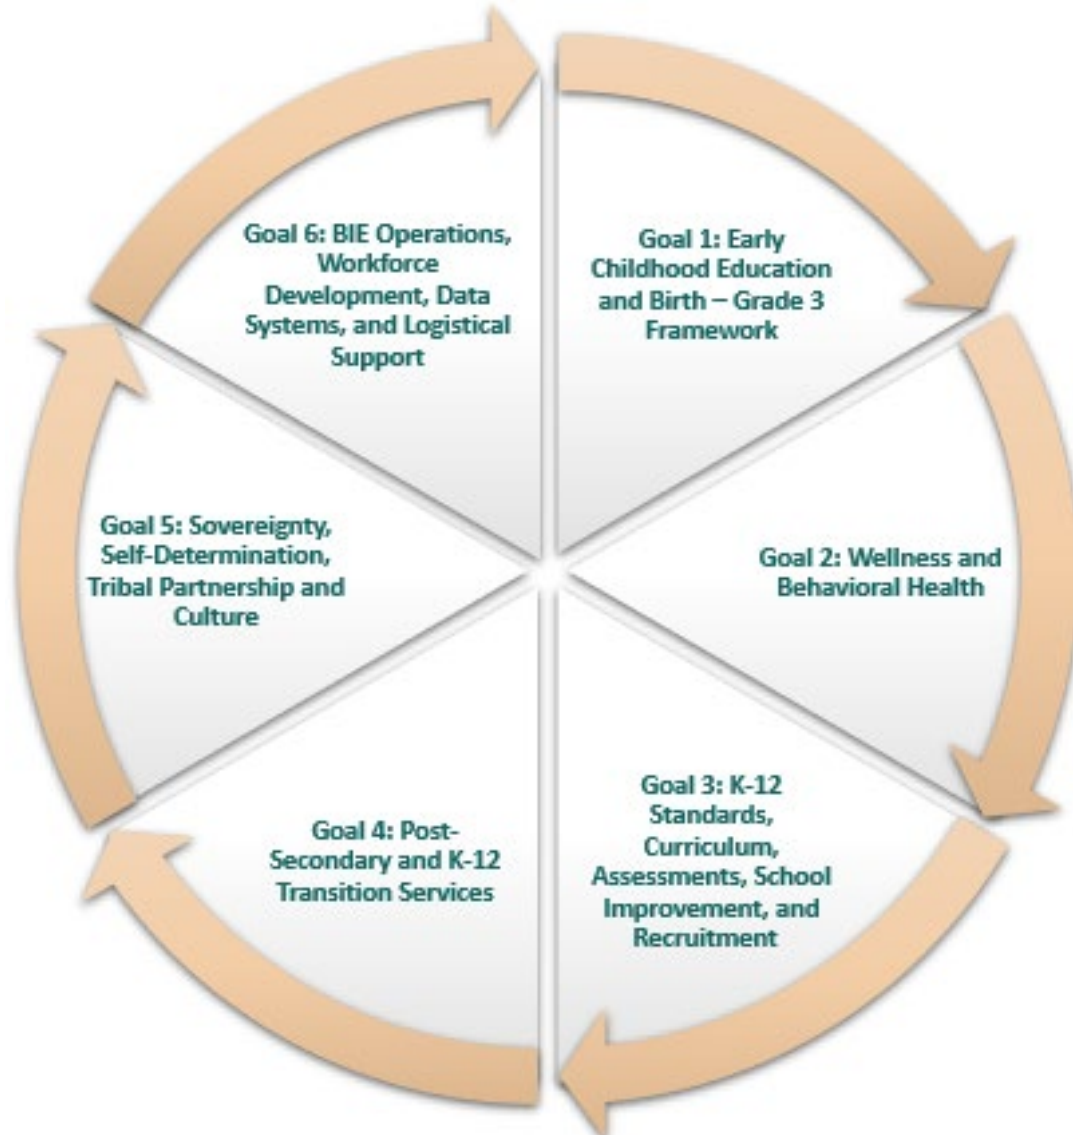 Goal 1: Early
Childhood Education
and Birth – Grade 3
Framework
Goal 2: Wellness and
Behavioral Health
Goal 3: K-12
Standards,
Curriculum,
Assessments, School
Improvement, and
Recruitment
Goal 4: Post-
Secondary and K-12
Transition Services
Goal 5: Sovereignty,
Self-Determination,
Tribal Partnership and
Culture
Goal 6: BIE Operations,
Workforce
Development, Data
Systems, and Logistical
Support